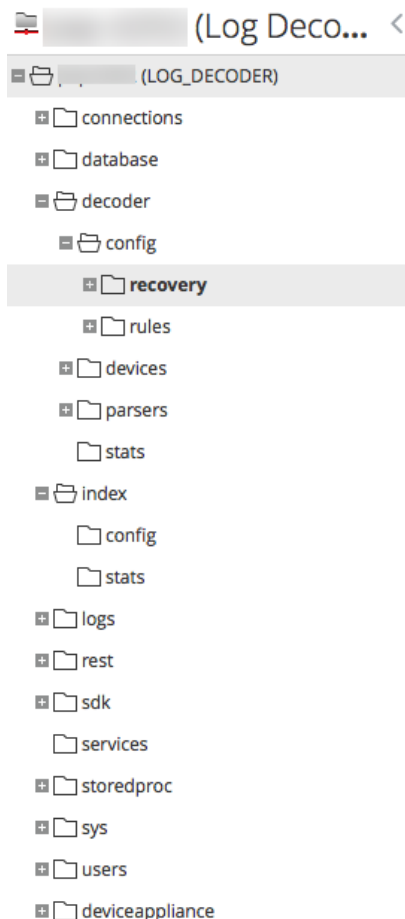 (Log Deco...
(LOG_DECODER)
connections
database
decoder
config
recovery
rules
devices
parsers
stats
index
config
stats
logs
rest
sdk
services
storedproc
sys
users
deviceappliance